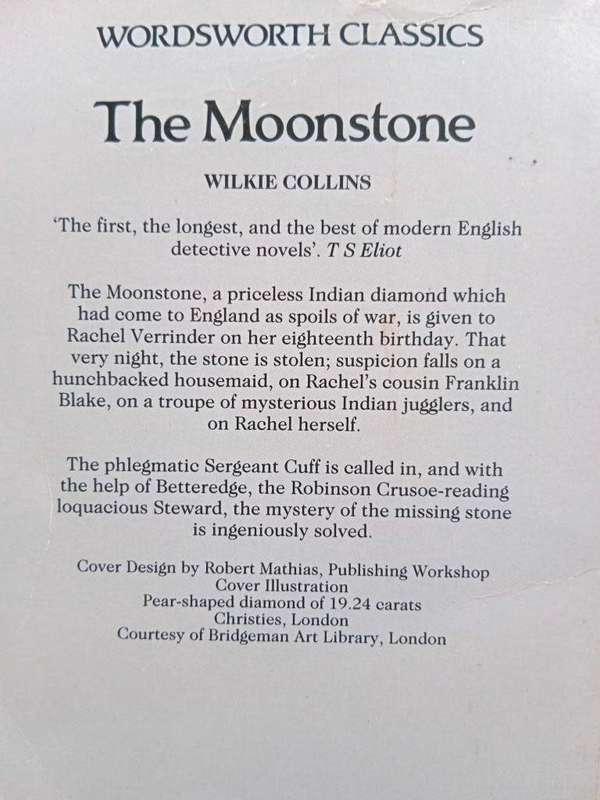 WORDSWORTH CLASSICS
The Moonstone
WILKIE COLLINS
'The first, the longest, and the best of modern English
detective novels'. T S Eliot
The Moonstone, a priceless Indian diamond which
had come to England as spoils of war, is given to
Rachel Verrinder on her eighteenth birthday. That
very night, the stone is stolen; suspicion falls on a
hunchbacked housemaid, on Rachel's cousin Franklin
Blake, on a troupe of mysterious Indian jugglers, and
on Rachel herself.
The phlegmatic Sergeant Cuff is called in, and with
the help of Betteredge, the Robinson Crusoe-reading
loquacious Steward, the mystery of the missing stone
is ingeniously solved.
Cover Design by Robert Mathias, Publishing Workshop
Cover Illustration
Pear-shaped diamond of 19.24 carats
Christies, London
Courtesy of Bridgeman Art Library, London